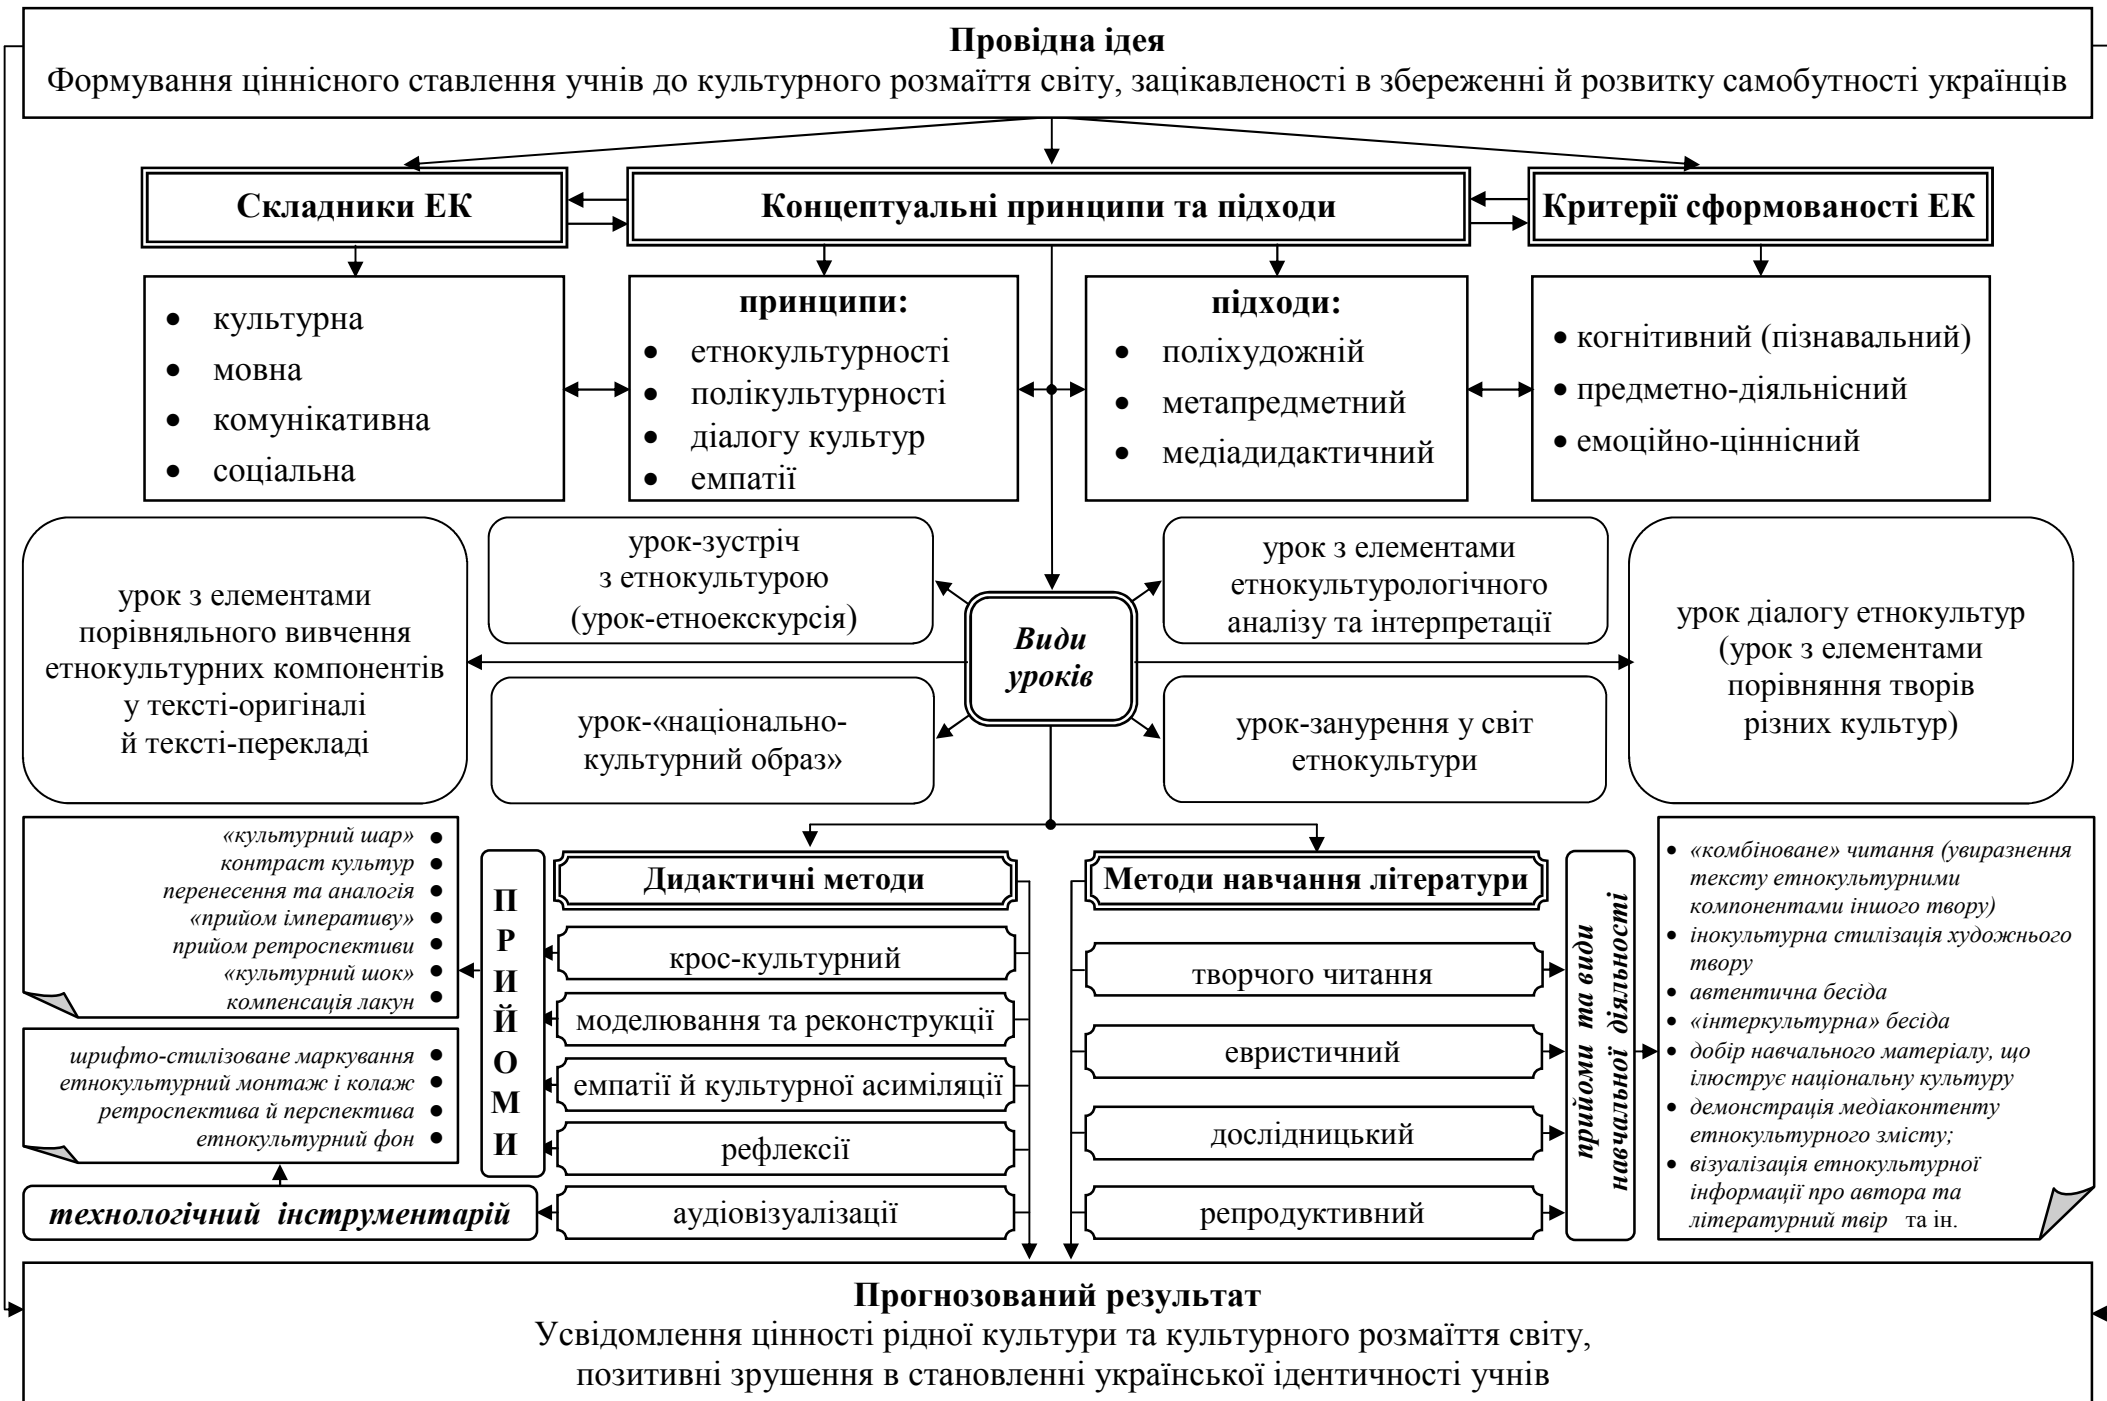 Провідна ідея
Формування ціннісного ставлення учнів до культурного розмаїття світу, зацікавленості в збереженні й розвитку самобутності українців
Складники ЕК
Концептуальні принципи та підходи
Критерії сформованості ЕК
• культурна
• мовна
• комунікативна
• соціальна
принципи:
• етнокультурності
• полікультурності
• діалогу культур
• емпатії
підходи:
• поліхудожній
• метапредметний
• медіадидактичний
• когнітивний (пізнавальний)
• предметно-діяльнісний
• емоційно-ціннісний
урок з елементами
порівняльного вивчення
етнокультурних компонентів
у тексті-оригіналі
й тексті-перекладі
урок-зустріч
з етнокультурою
(урок-етноекскурсія)
урок-«національно-
культурний образ»
Види
уроків
урок з елементами
етнокультурологічного
аналізу та інтерпретації
урок-занурення у світ
етнокультури
урок діалогу етнокультур
(урок з елементами
порівняння творів
різних культур)
«культурний шар» •
контраст культур •
перенесення та аналогія •
«прийом імперативу» •
прийом ретроспективи •
«культурний шок» •
компенсація лакун •
шрифто-стилізоване маркування •
етнокультурний монтаж і колаж •
ретроспектива й перспектива •
етнокультурний фон •
технологічний інструментарій
П
Р
И
Й
О
М
И
Дидактичні методи
крос-культурний
моделювання та реконструкції
емпатії й культурної асиміляції
рефлексії
аудіовізуалізації
Методи навчання літератури
творчого читання
евристичний
дослідницький
репродуктивний
прийоми та види
навчальної діяльності
• «комбіноване» читання (увиразнення
тексту етнокультурними
компонентами іншого твору)
• інокультурна стилізація художнього
твору
• автентична бесіда
• «інтеркультурна» бесіда
• добір навчального матеріалу, що
ілюструє національну культуру
• демонстрація медіаконтенту
етнокультурного змісту;
• візуалізація етнокультурної
інформації про автора та
літературний твір та ін.
Прогнозований результат
Усвідомлення цінності рідної культури та культурного розмаїття світу,
позитивні зрушення в становленні української ідентичності учнів